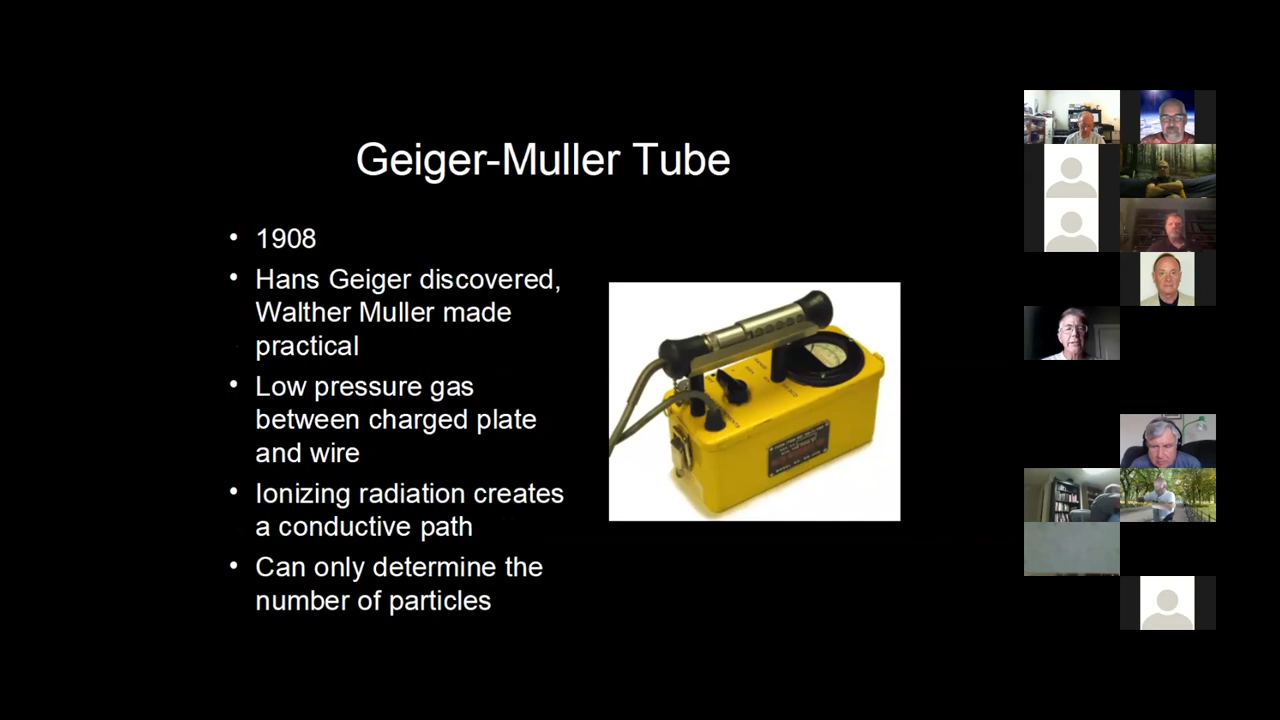 Geiger-Muller Tube
• 1908
• Hans Geiger discovered,
Walther Muller made
practical
• Low pressure gas
between charged plate
and wire
• Ionizing radiation creates
a conductive path
• Can only determine the
number of particles